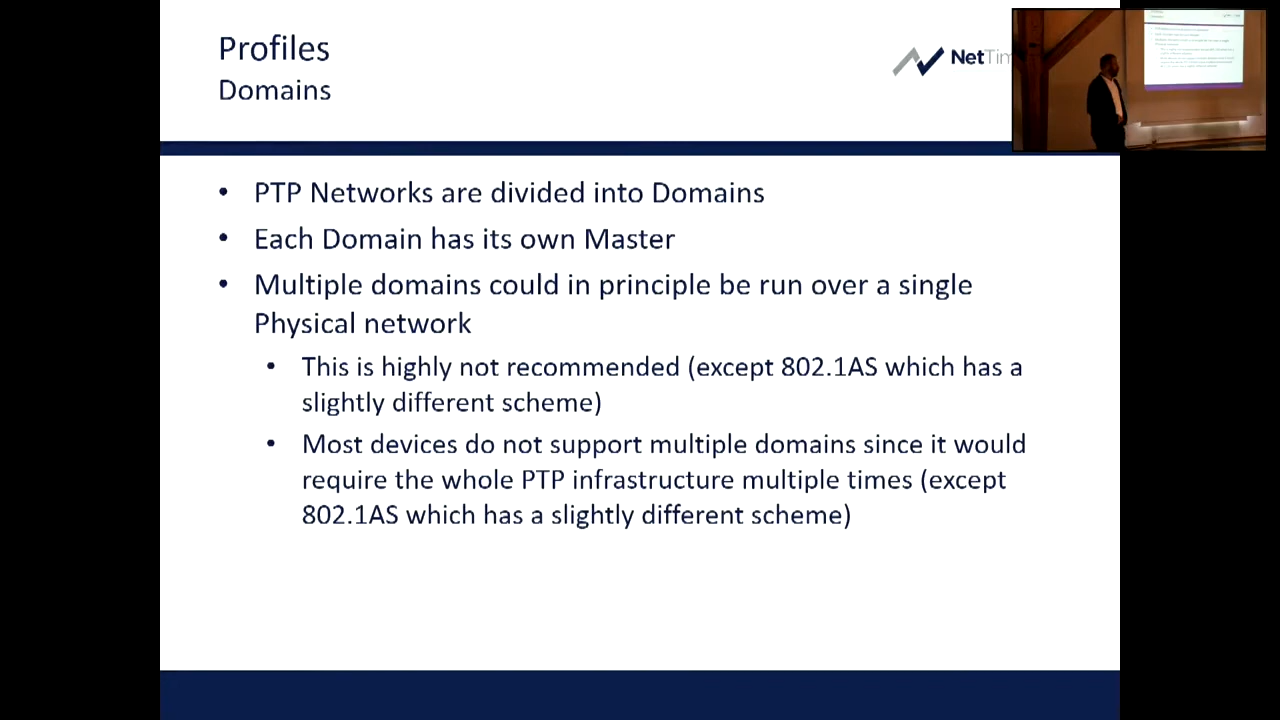 Profiles
Domains
NetTim
• PTP Networks are divided into Domains
• Each Domain has its own Master
• Multiple domains could in principle be run over a single
Physical network
• This is highly not recommended (except 802.1AS which has a
slightly different scheme)
• Most devices do not support multiple domains since it would
require the whole PTP infrastructure multiple times (except
802.1AS which has a slightly different scheme)